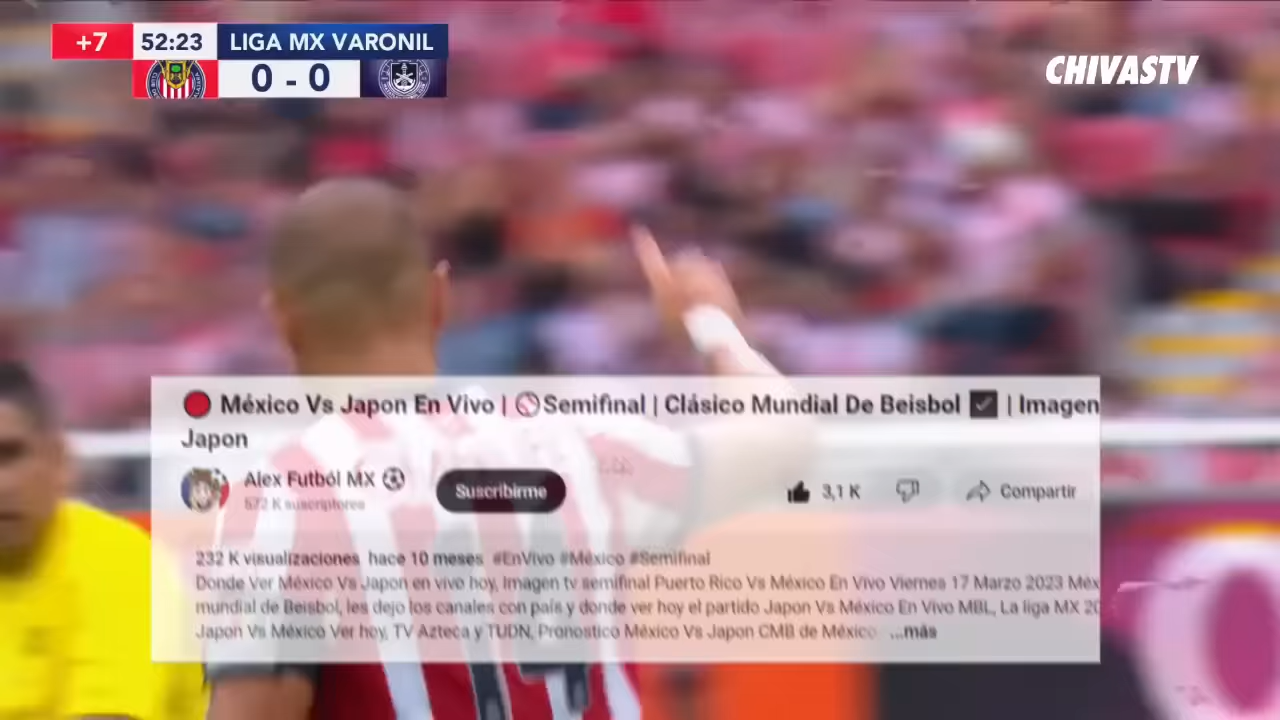 +7 52:23 LIGA MX VARONIL
0 - 0
CHIVASTV
México Vs Japon En Vivo | Semifinal | Clásico Mundial De Beisbol ✅ | Imagen
Japon
Alex Futból MX ⚽
572 K suscriptores
Suscribirme
3,1 K
Compartir
232 K visualizaciones hace 10 meses #EnVivo #México #Semifinal
Donde Ver México Vs Japon en vivo hoy, Imagen tv semifinal Puerto Rico Vs México En Vivo Viernes 17 Marzo 2023 Méx
mundial de Beisbol, les dejo los canales con país y donde ver hoy el partido Japon Vs México En Vivo MBL, La liga MX 20
Japon Vs México Ver hoy, TV Azteca y TUDN, Pronostico México Vs Japon CMB de México ...más